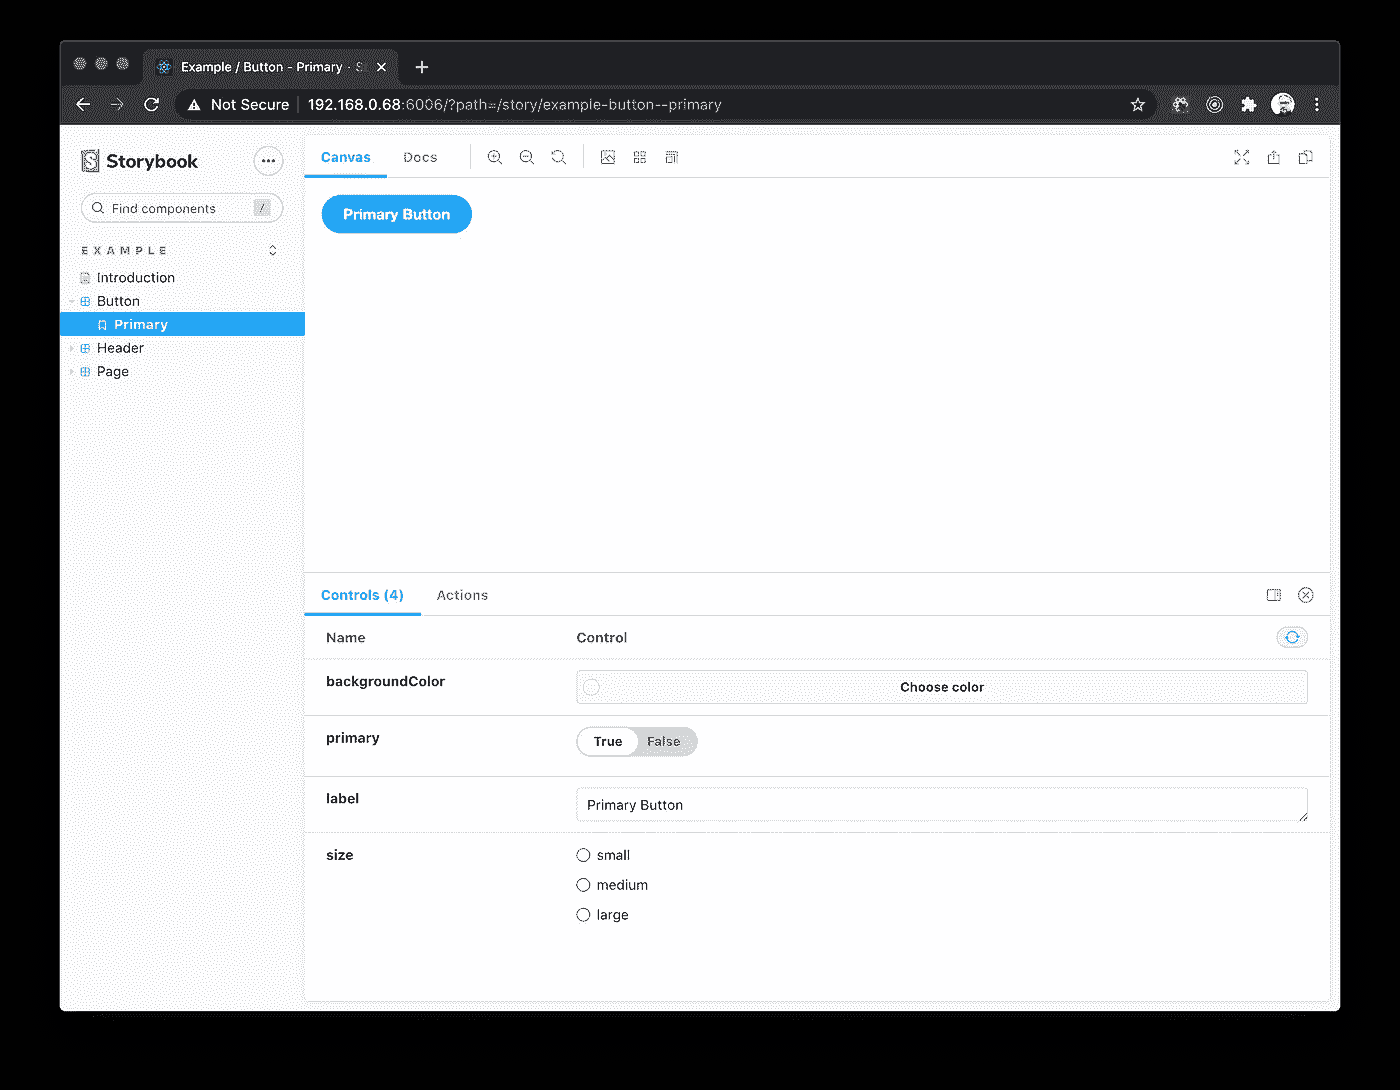 Example / Button - Primary · S
Not Secure
192.168.0.68:6006/?path=/story/example-button--primary
Storybook
Find components
/
EXAMPLE
Introduction
Button
Primary
Header
Page
Canvas
Docs
Primary Button
Controls (4)
Actions
Name
Control
backgroundColor
Choose color
primary
True
False
label
Primary Button
size
small
medium
large